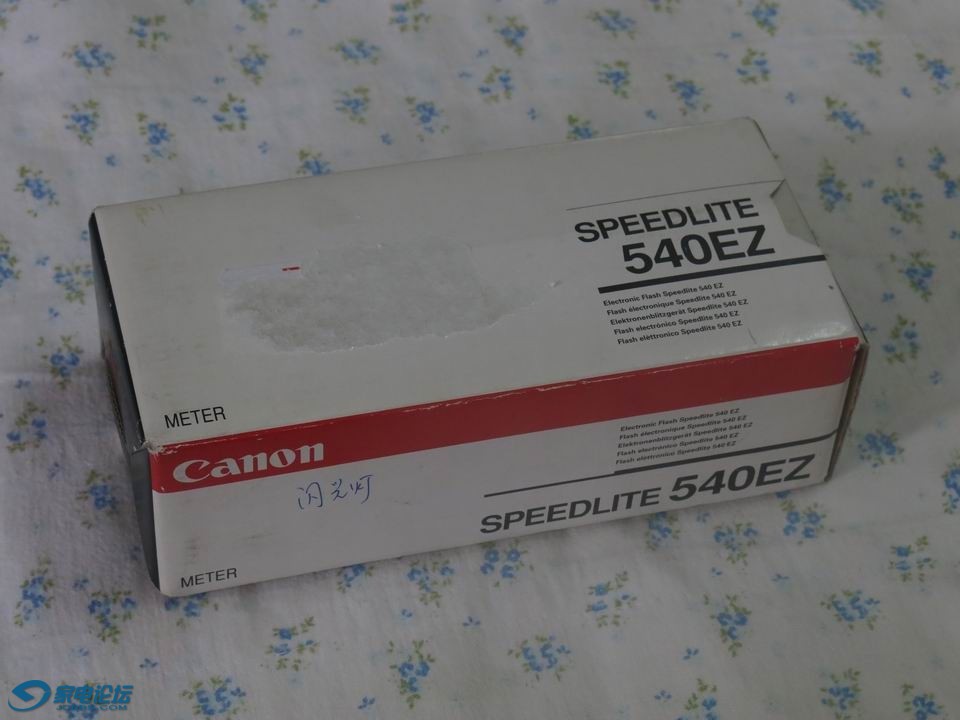 SPEEDLITE
540EZ
Electronic Flash Speedlite 540 EZ
Flash électronique Speedlite 540 EZ
Elektronenblitzgerät Speedlite 540 EZ
Flash electrónico Speedlite 540 EZ
Flash elettronico Speedlite 540 EZ
METER
Canon
闪光灯
Electronic Flash Speedlite 540 EZ
Flash électronique Speedlite 540 EZ
Elektronenblitzgerät Speedlite 540 EZ
Flash electrónico Speedlite 540 EZ
Flash elettronico Speedlite 540 EZ
SPEEDLITE 540EZ
METER
家电论坛